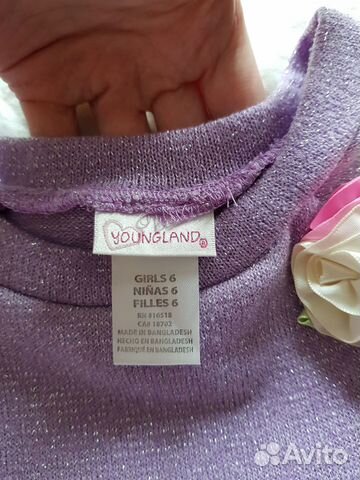 YOUNGLAND®
GIRLS 6
NIÑAS 6
FILLES 6
RN #16518
CA# 18702
MADE IN BANGLADESH
HECHO EN BANGLADESH
FABRIQUÉ EN BANGLADESH
Avito